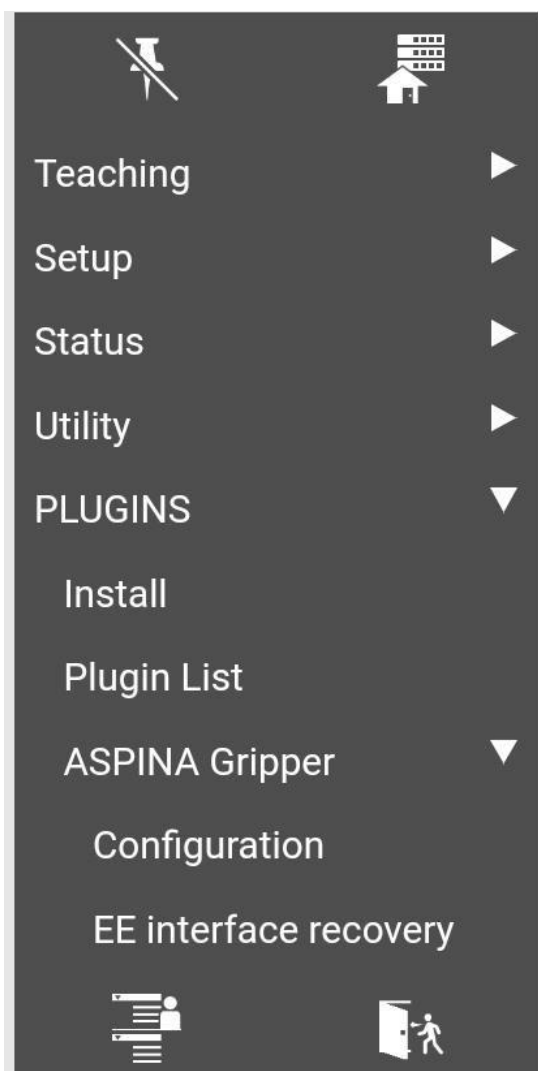 Teaching
Setup
Status
Utility
PLUGINS
Install
Plugin List
ASPINA Gripper
Configuration
EE interface recovery